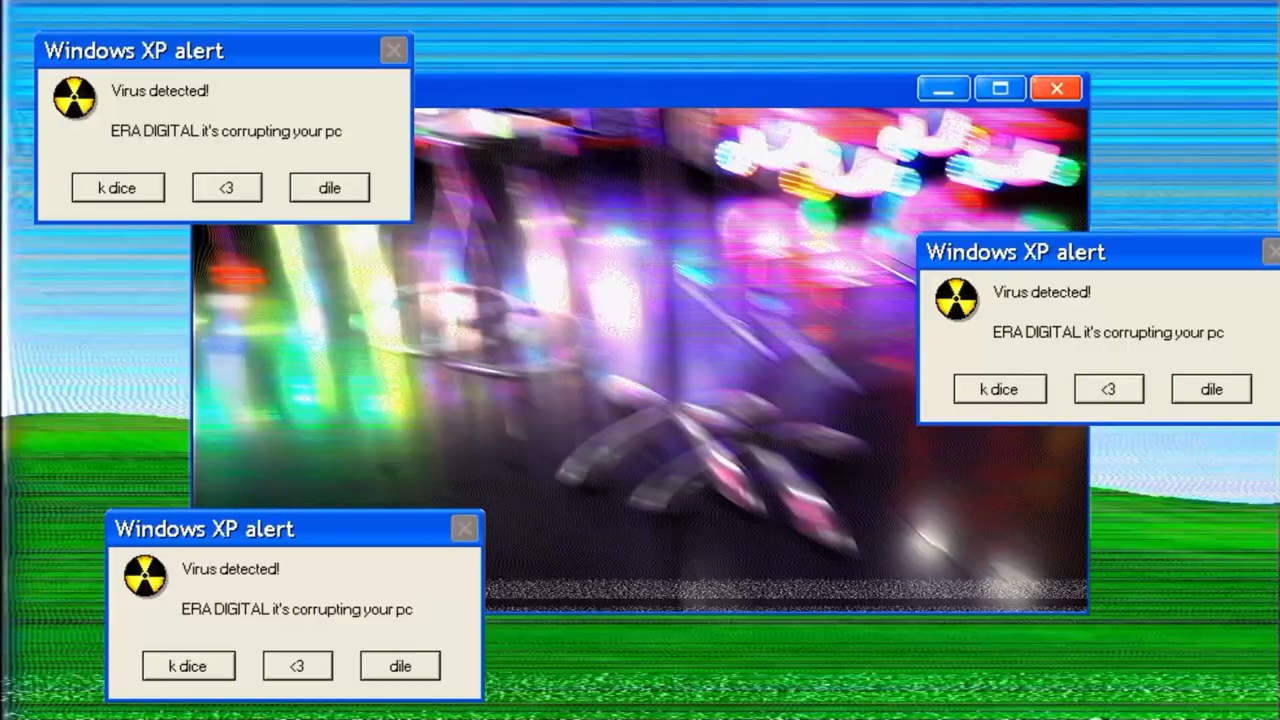 Windows XP alert
Virus detected!
ERA DIGITAL it's corrupting your pc
k dice
<3
dile
Windows XP alert
Virus detected!
ERA DIGITAL it's corrupting your pc
k dice
<3
dile
Windows XP alert
Virus detected!
ERA DIGITAL it's corrupting your pc
k dice
<3
dile